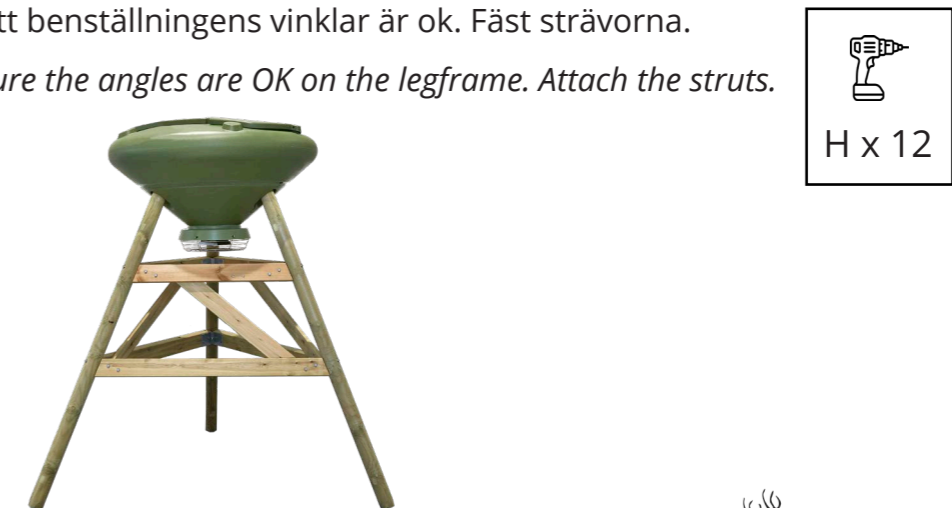 tt benställningens vinklar är ok. Fäst strävorna.
ure the angles are OK on the legframe. Attach the struts.
H x 12